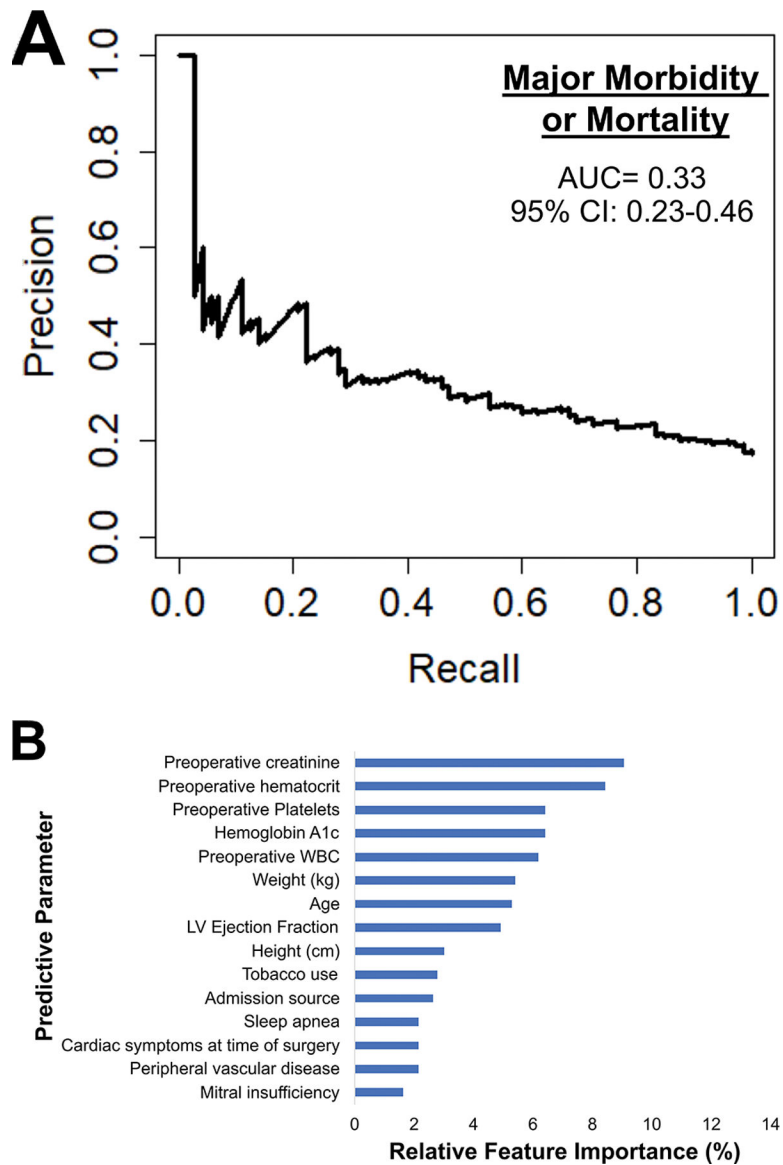 A
Major Morbidity
or Mortality
AUC= 0.33
95% CI: 0.23-0.46
Precision
1.0
0.8
0.6
0.4
0.2
0.0
0.0 0.2 0.4 0.6 0.8 1.0
Recall
B
Predictive Parameter
Preoperative creatinine
Preoperative hematocrit
Preoperative Platelets
Hemoglobin A1c
Preoperative WBC
Weight (kg)
Age
LV Ejection Fraction
Height (cm)
Tobacco use
Admission source
Sleep apnea
Cardiac symptoms at time of surgery
Peripheral vascular disease
Mitral insufficiency
0 2 4 6 8 10 12 14
Relative Feature Importance (%)